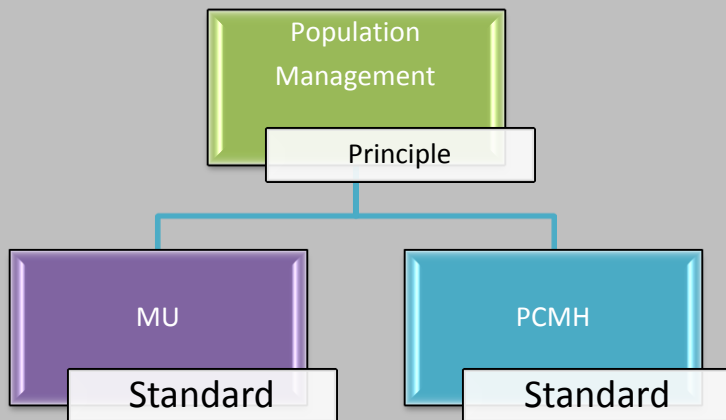 Population
Management
Principle
MU
PCMH
Standard
Standard